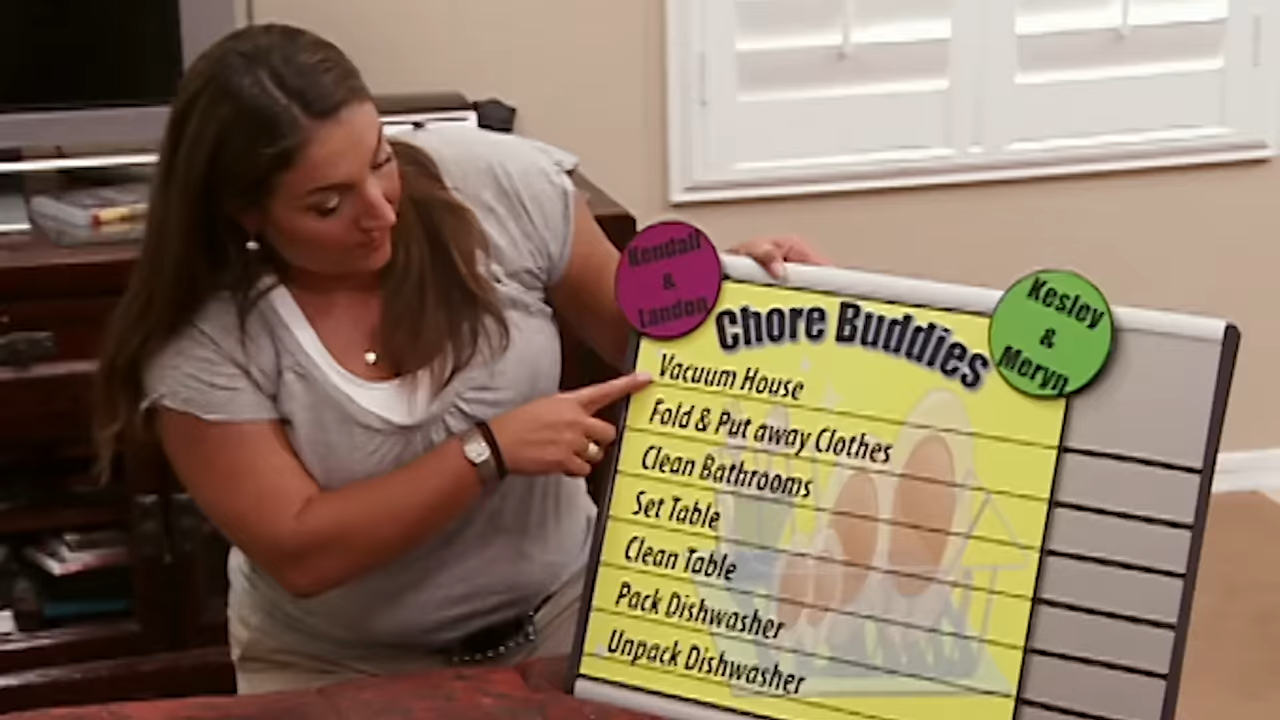 Kendall
&
Landon
Chore Buddies
Kesley
&
Meryn
Vacuum House
Fold & Put away Clothes
Clean Bathrooms
Set Table
Clean Table
Pack Dishwasher
Unpack Dishwasher